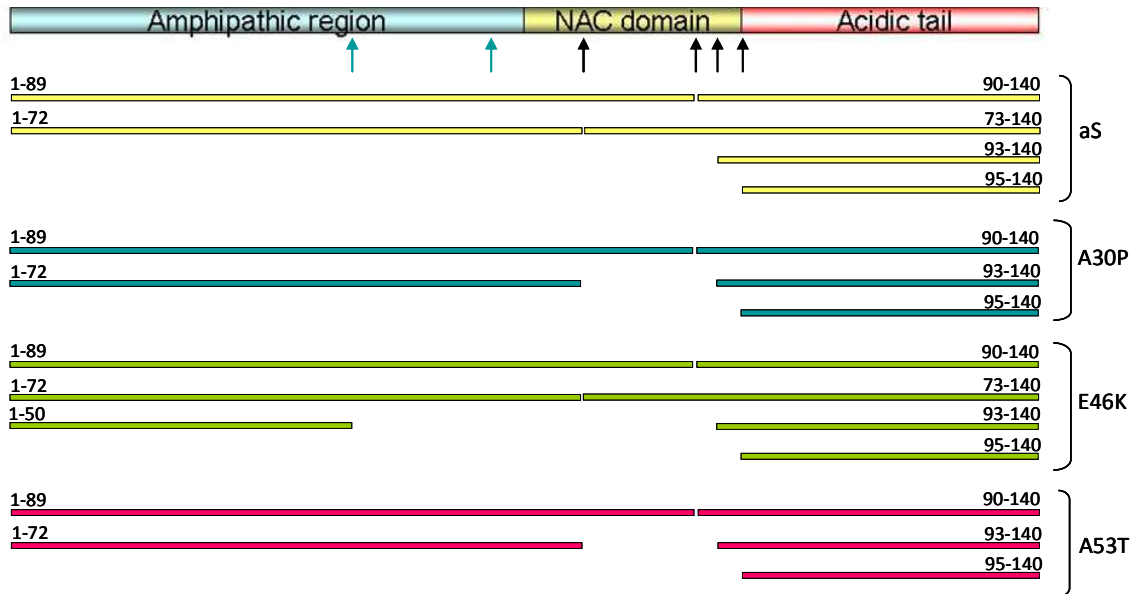 Amphipathic region NAC domain Acidic tail
1-89 90-140
1-72 73-140
aS
93-140
95-140
1-89 90-140
A30P
1-72 93-140
95-140
1-89 90-140
1-72 73-140
E46K
1-50 93-140
95-140
1-89 90-140
1-72 93-140
A53T
95-140